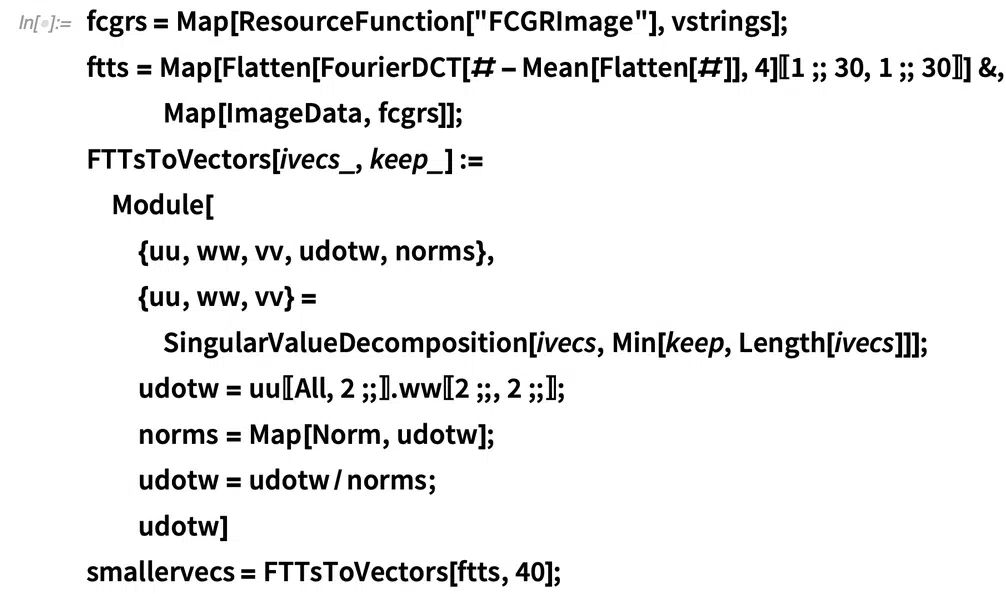 In[•]:= fcgrs = Map[ResourceFunction["FCGRImage"], vstrings];
ftts = Map[Flatten[FourierDCT[# – Mean[Flatten[#]], 4]〚1 ;; 30, 1 ;; 30〛] &,
Map[ImageData, fcgrs]];
FTTsToVectors[ivecs_, keep_] :=
Module[
{uu, ww, vv, udotw, norms},
{uu, ww, vv} =
SingularValueDecomposition[ivecs, Min[keep, Length[ivecs]]];
udotw = uu〚All, 2 ;;〛.ww〚2 ;;, 2 ;;〛;
norms = Map[Norm, udotw];
udotw = udotw / norms;
udotw]
smallervecs = FTTsToVectors[ftts, 40];